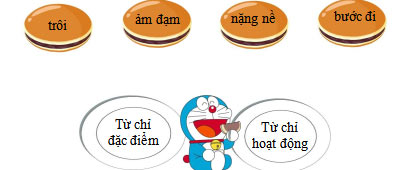 trôi
ảm đạm
nặng nề
bước đi
Từ chỉ
đặc điểm
Từ chỉ
hoạt động